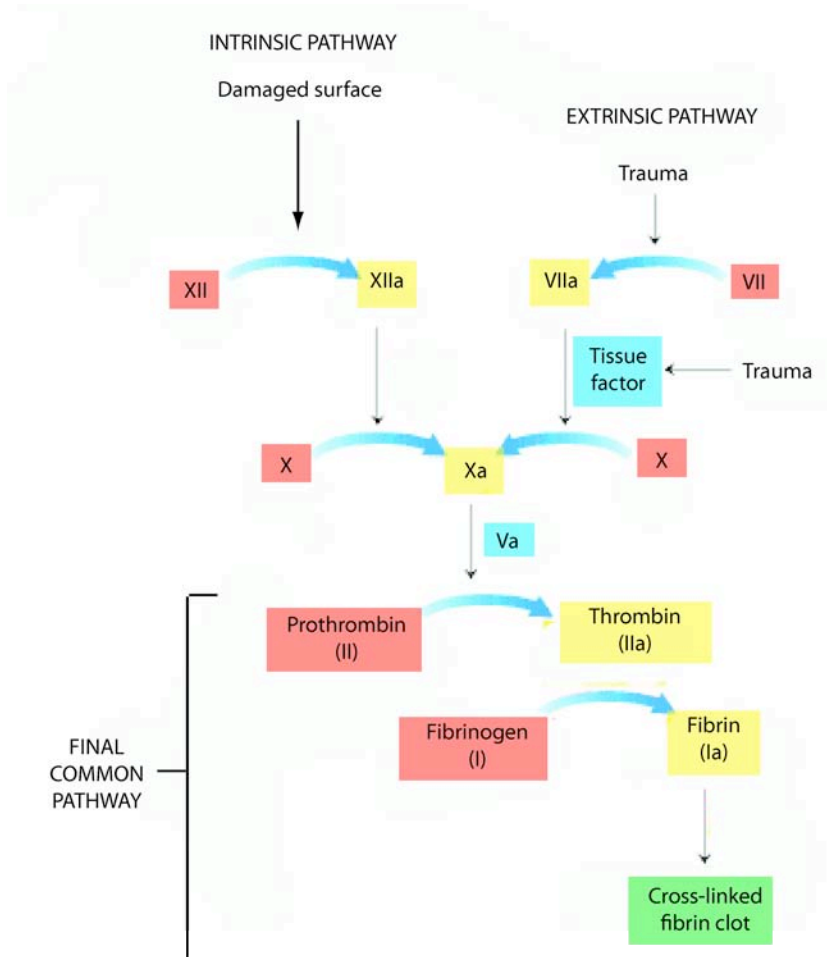 INTRINSIC PATHWAY
Damaged surface
EXTRINSIC PATHWAY
Trauma
XII
XIIa
VIIa
VII
Tissue
factor
Trauma
X
Xa
X
Va
Prothrombin
(II)
Thrombin
(IIa)
Fibrinogen
(I)
Fibrin
(Ia)
FINAL
COMMON
PATHWAY
Cross-linked
fibrin clot